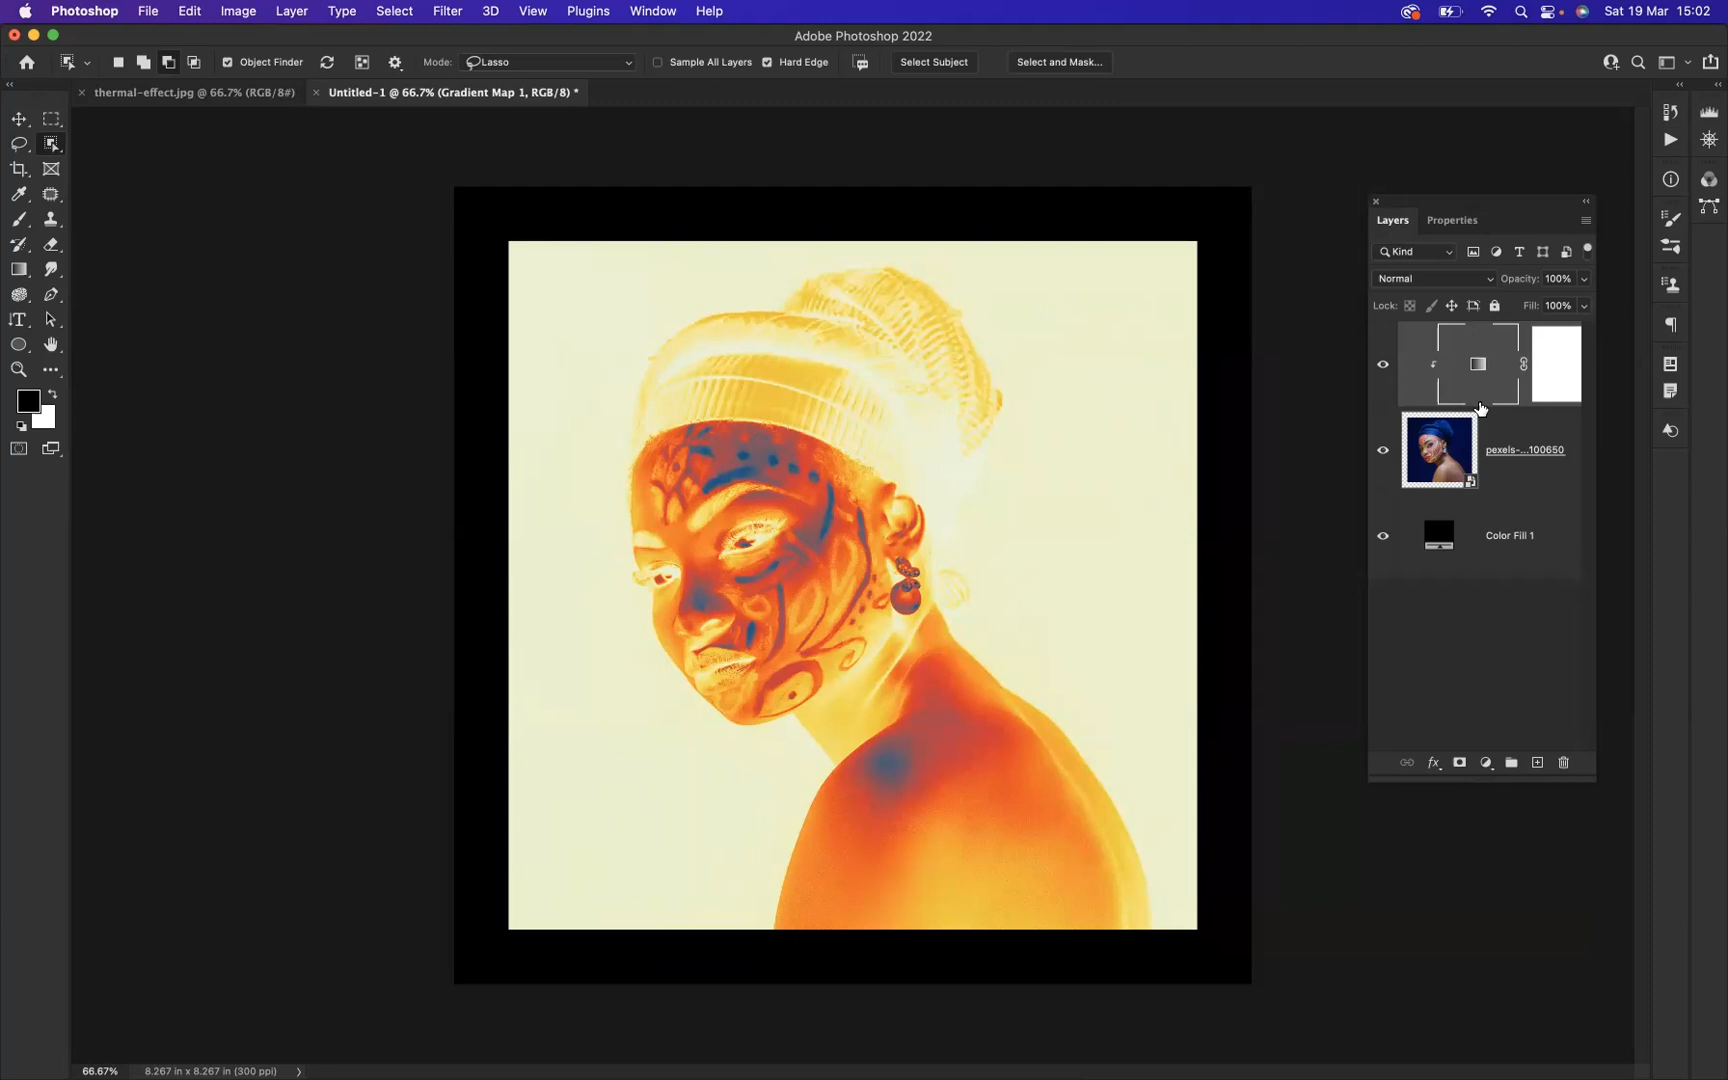 Photoshop File Edit Image Layer Type Select Filter 3D View Plugins Window Help Sat 19 Mar 15:02
Adobe Photoshop 2022
Object Finder Mode: Lasso Sample All Layers Hard Edge Select Subject Select and Mask...
thermal-effect.jpg @ 66.7% (RGB/8#) Untitled-1 @ 66.7% (Gradient Map 1, RGB/8) *
Layers Properties
Kind
Normal Opacity: 100%
Lock: Fill: 100%
pexels-...100650
Color Fill 1
fx
66.67% 8.267 in x 8.267 in (300 ppi)